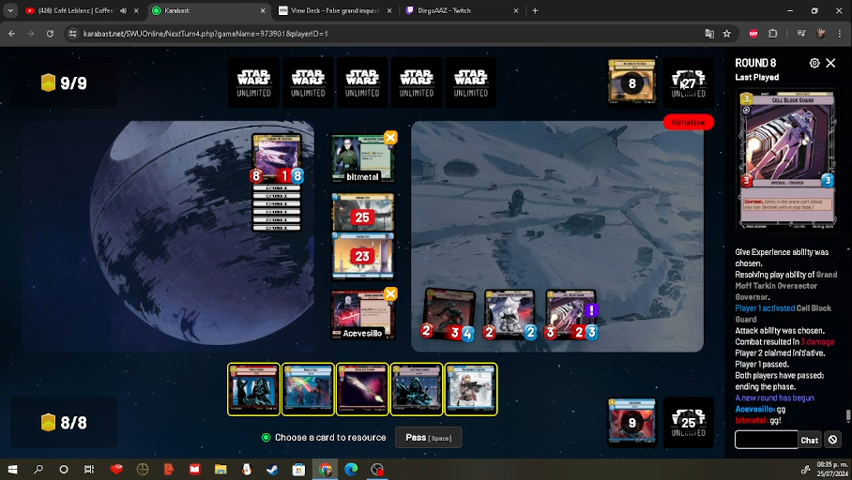 (426) Café Leblanc | Coffee
Karabast
View Deck - False grand inquis
DiegoAAZ - Twitch
karabast.net/SWUOnline/NextTurn4.php?gameName=973901&playerID=1
9/9
STAR WARS
UNLIMITED
STAR WARS
UNLIMITED
STAR WARS
UNLIMITED
STAR WARS
UNLIMITED
STAR WARS
UNLIMITED
8
27
UNLIMITED
Initiative
ROUND 8
Last Played
3
CELL BLOCK GUARD
3
IMPERIAL • TROOPER
3
8
1
8
bitmetal
25
23
Acevesillo
2
3
4
2
2
3
2
3
Give Experience ability was
chosen.
Resolving play ability of Grand
Moff Tarkin Oversector
Governor.
Player 1 activated Cell Block
Guard
Attack ability was chosen.
Combat resulted in 3 damage
Player 2 claimed initiative.
Player 1 passed.
Both players have passed;
ending the phase.
A new round has begun
Acevesillo: gg
bitmetal: gg!
8/8
Choose a card to resource
Pass (Space)
9
25
UNLIMITED
Chat
08:35 p. m.
25/07/2024